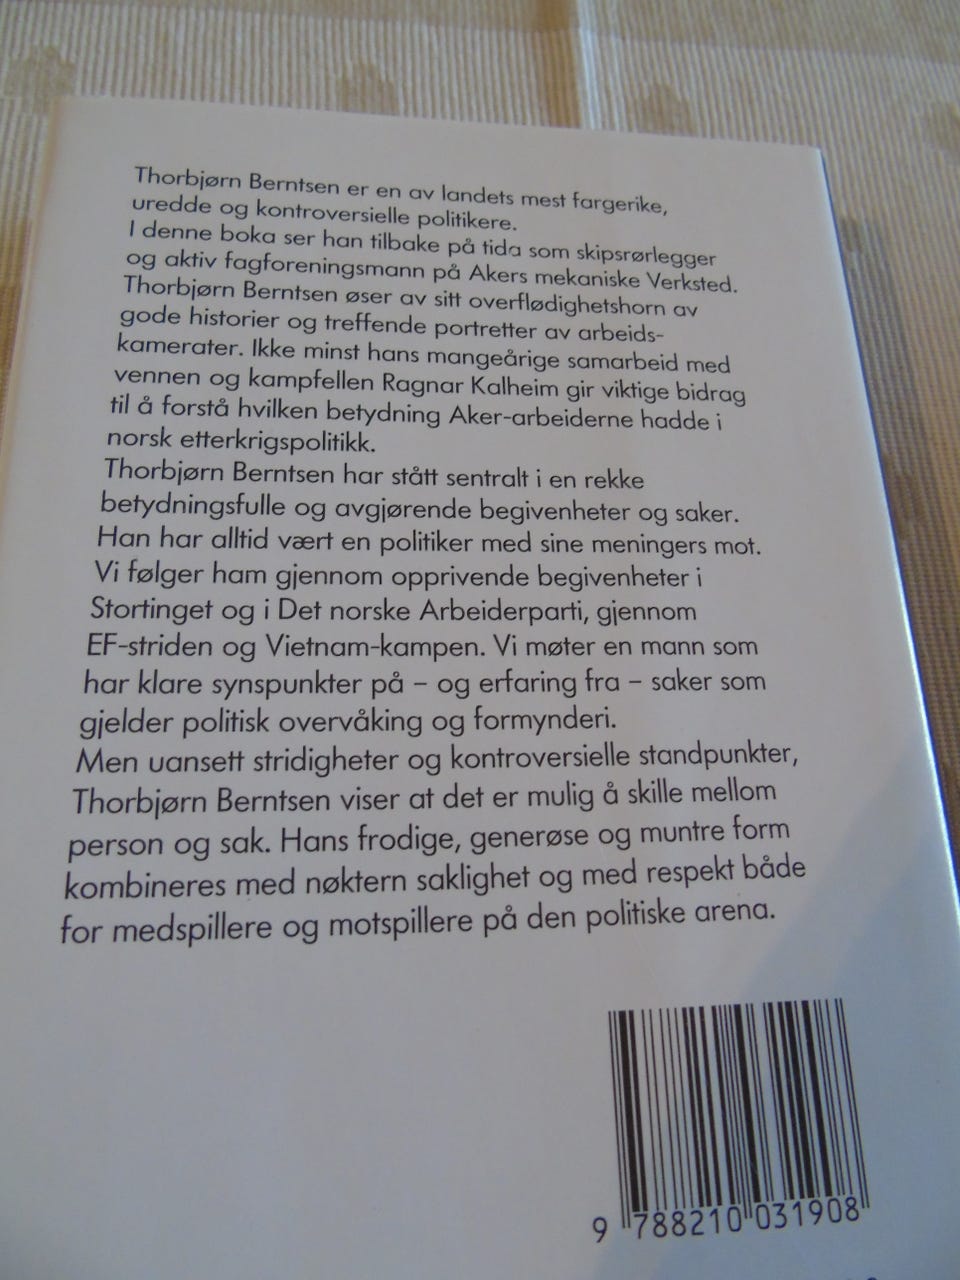 Thorbjørn Berntsen er en av landets mest fargerike,
uredde og kontroversielle politikere.
I denne boka ser han tilbake på tida som skipsrørlegger
og aktiv fagforeningsmann på Akers mekaniske Verksted.
Thorbjørn Berntsen øser av sitt overflødighetshorn av
gode historier og treffende portretter av arbeids-
kamerater. Ikke minst hans mangeårige samarbeid med
vennen og kampfellen Ragnar Kalheim gir viktige bidrag
til å forstå hvilken betydning Aker-arbeiderne hadde i
norsk etterkrigspolitikk.
Thorbjørn Berntsen har stått sentralt i en rekke
betydningsfulle og avgjørende begivenheter og saker.
Han har alltid vært en politiker med sine meningers mot.
Vi følger ham gjennom opprivende begivenheter i
Stortinget og i Det norske Arbeiderparti, gjennom
EF-striden og Vietnam-kampen. Vi møter en mann som
har klare synspunkter på – og erfaring fra – saker som
gjelder politisk overvåking og formynderi.
Men uansett stridigheter og kontroversielle standpunkter,
Thorbjørn Berntsen viser at det er mulig å skille mellom
person og sak. Hans frodige, generøse og muntre form
kombineres med nøktern saklighet og med respekt både
for medspillere og motspillere på den politiske arena.
9 788210 031908